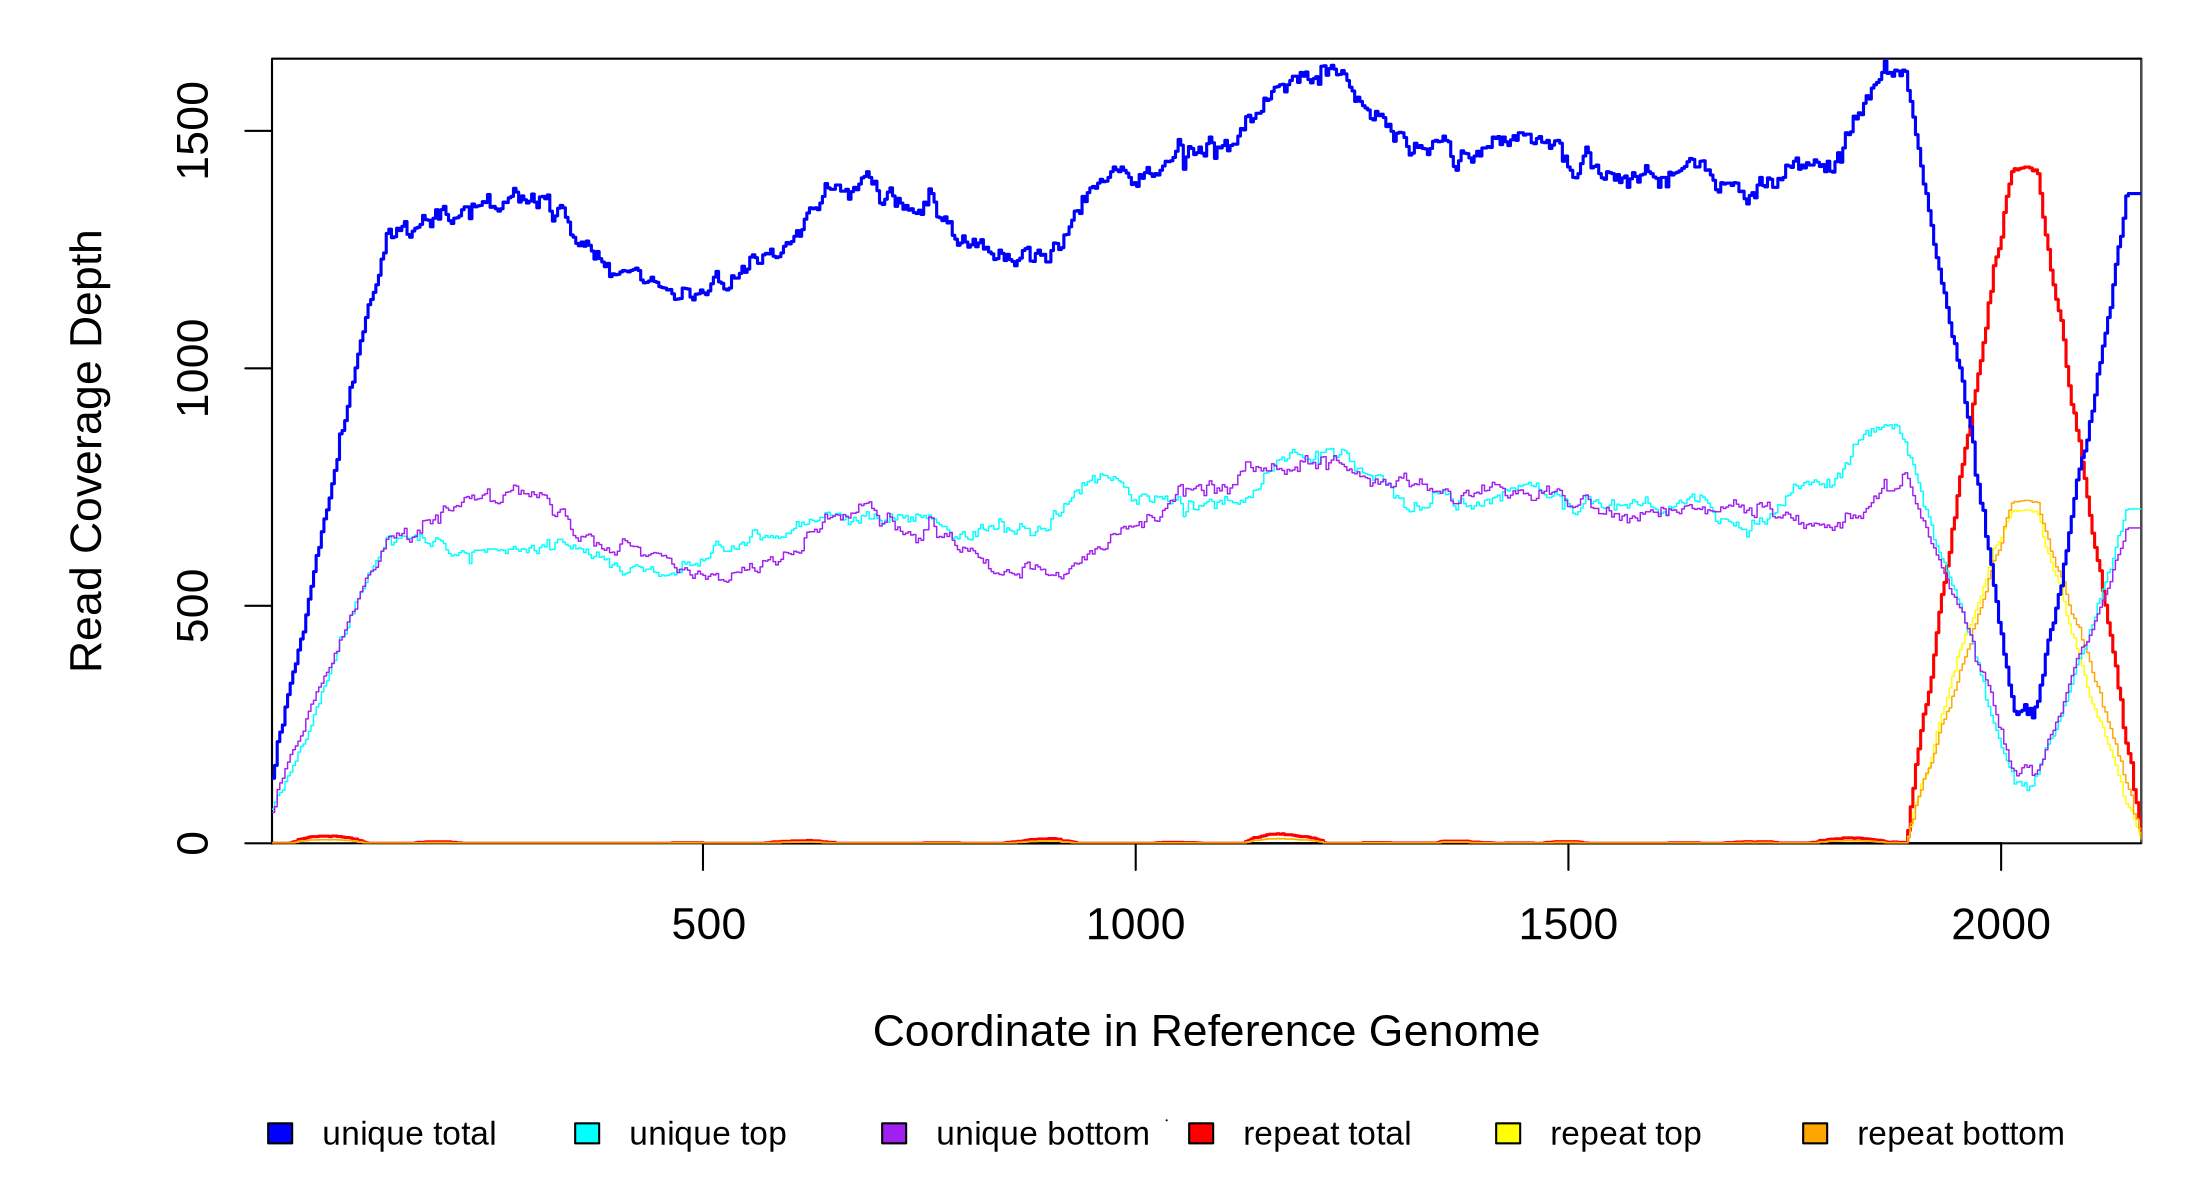 Read Coverage Depth
1500
1000
500
0
500 1000 1500 2000
Coordinate in Reference Genome
unique total unique top unique bottom repeat total repeat top repeat bottom